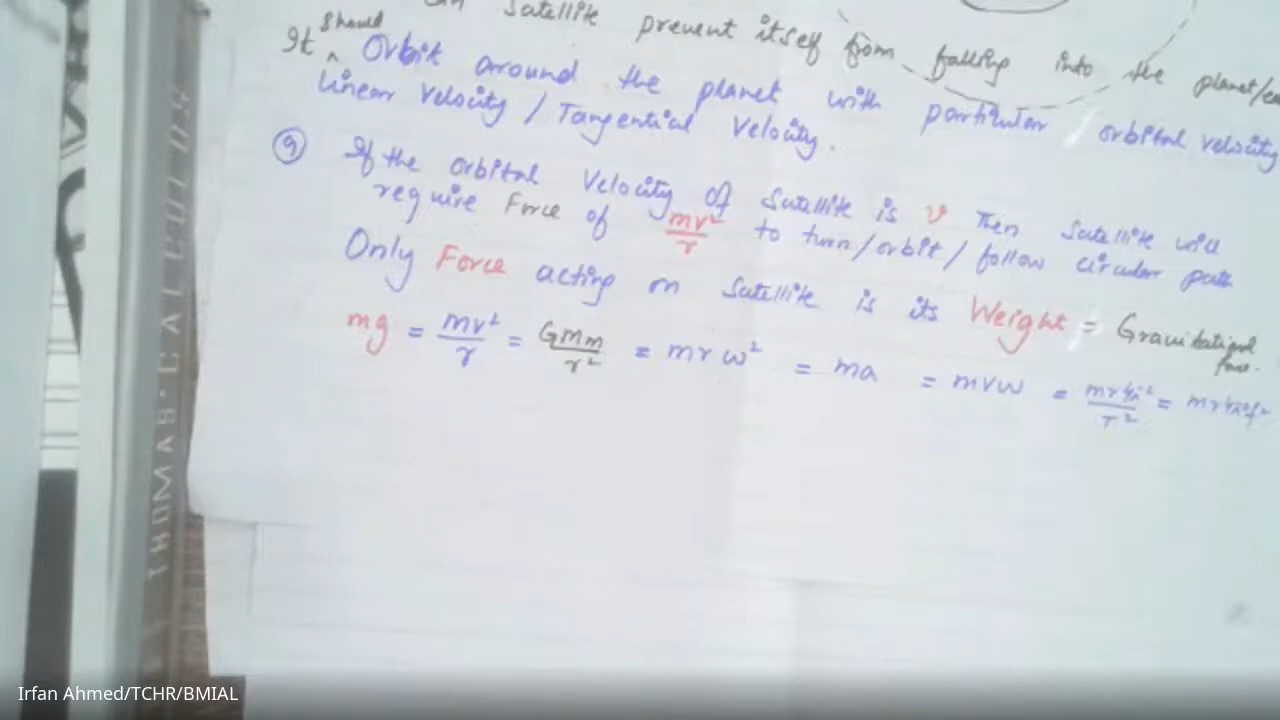 satellite prevent itself from falling into the planet/
should
It ^ Orbit around the planet with particular orbital velocity
linear velocity / Tangential Velocity.
9 If the orbital Velocity of Satellite is v Then Satellite will
require Force of mv²/r to turn/orbit/follow circular path
Only Force acting on Satellite is its Weight = Gravitational force.
mg = mv²/r = GMm/r² = mrω² = ma = mvω = mr4π²/T² = mr4π²f²
THOMAS' CALCULUS
Irfan Ahmed/TCHR/BMIAL